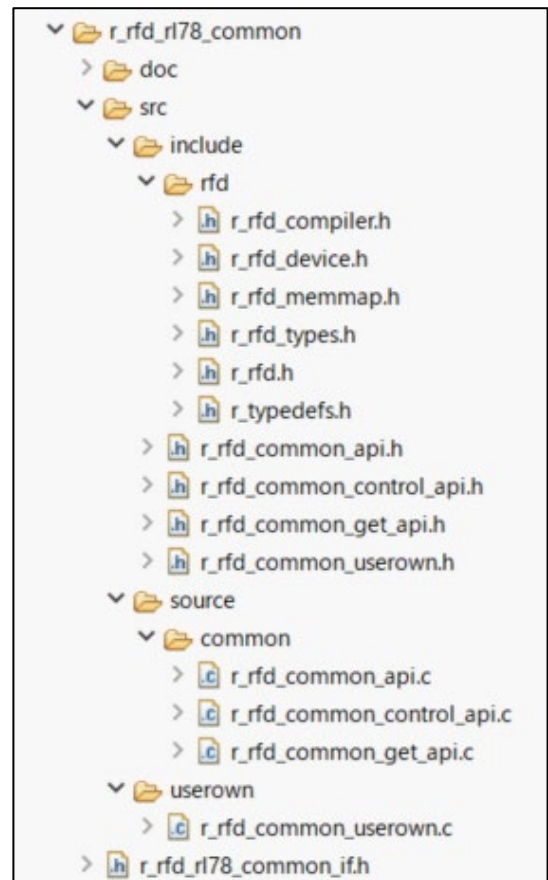 r_rfd_rl78_common
doc
src
include
rfd
r_rfd_compiler.h
r_rfd_device.h
r_rfd_memmap.h
r_rfd_types.h
r_rfd.h
r_typedefs.h
r_rfd_common_api.h
r_rfd_common_control_api.h
r_rfd_common_get_api.h
r_rfd_common_userown.h
source
common
r_rfd_common_api.c
r_rfd_common_control_api.c
r_rfd_common_get_api.c
userown
r_rfd_common_userown.c
r_rfd_rl78_common_if.h